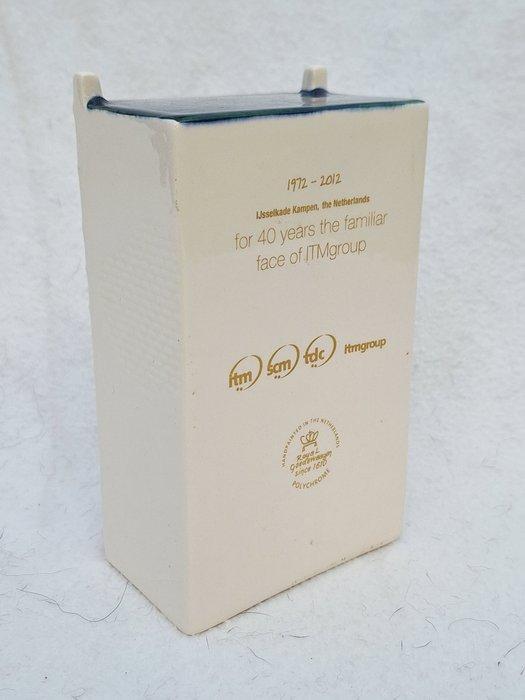 1972 - 2012
IJsselkade Kampen, the Netherlands
for 40 years the familiar
face of ITMgroup
itm scm tdc itmgroup
HANDPAINTED IN THE NETHERLANDS
Royal
Goedewaagen
since 1610
POLYCHROME